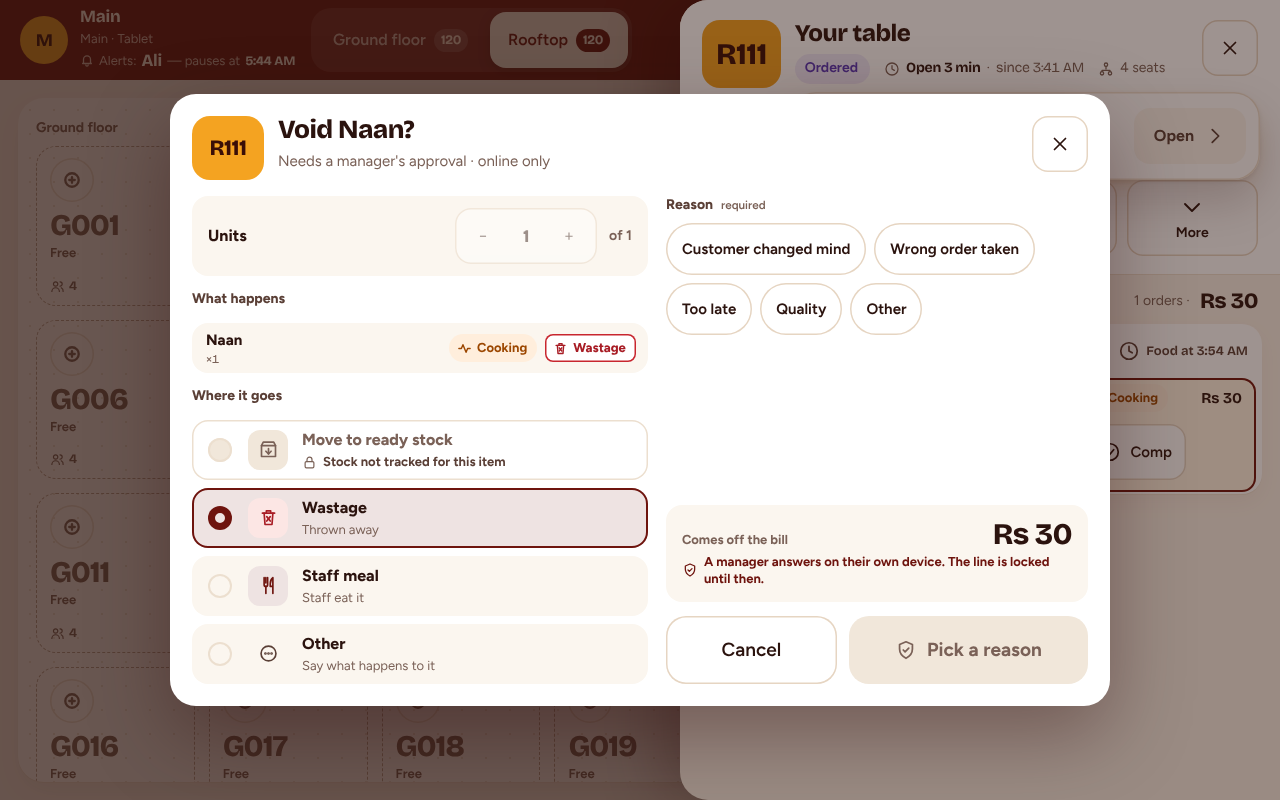 Main
M
Main · Tablet
Alerts: Ali — pauses at 5:44 AM
Ground floor 120
Rooftop 120
R111
Your table
Ordered
Open 3 min · since 3:41 AM
4 seats
Open
More
1 orders · Rs 30
Food at 3:54 AM
Cooking
Rs 30
Comp
Ground floor
G001
Free
4
G006
Free
4
G011
Free
4
G016
Free
G017
Free
G018
Free
G019
Free
R111
Void Naan?
Needs a manager's approval · online only
Units
− 1 +
of 1
What happens
Naan
×1
Cooking
Wastage
Where it goes
Move to ready stock
Stock not tracked for this item
Wastage
Thrown away
Staff meal
Staff eat it
Other
Say what happens to it
Reason required
Customer changed mind
Wrong order taken
Too late
Quality
Other
Comes off the bill
Rs 30
A manager answers on their own device. The line is locked
until then.
Cancel
Pick a reason